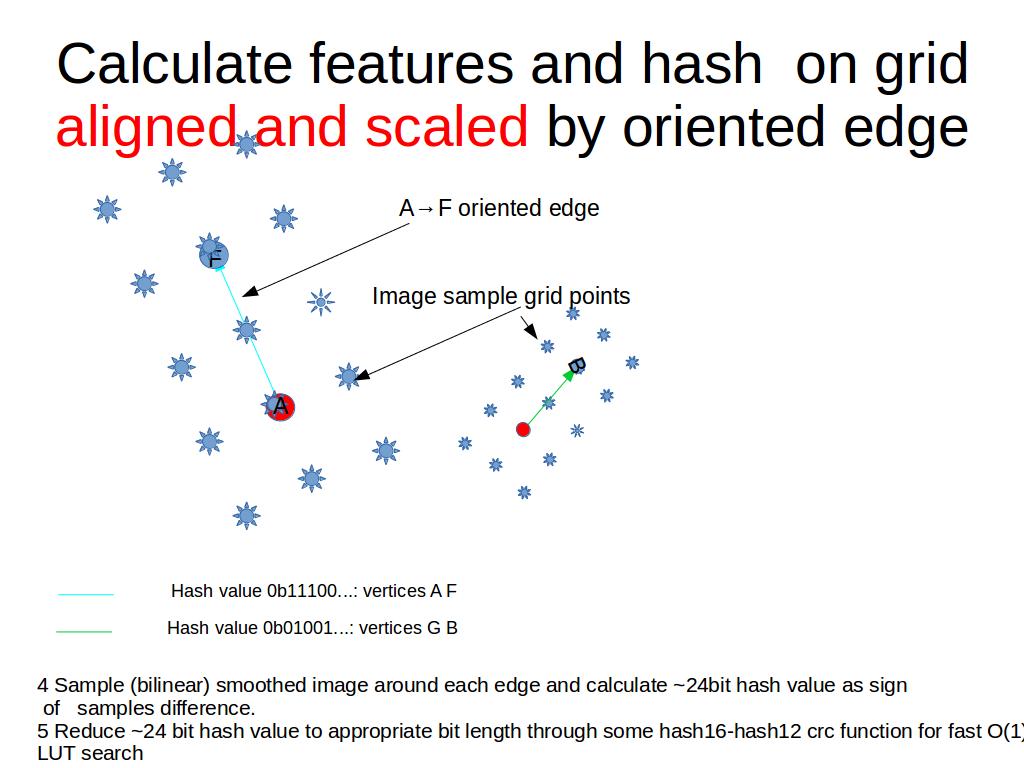 Calculate features and hash  on grid
aligned and scaled by oriented edge
A→F oriented edge
F
Image sample grid points
B
A
Hash value 0b11100...: vertices A F
Hash value 0b01001...: vertices G B
4 Sample (bilinear) smoothed image around each edge and calculate ~24bit hash value as sign
of   samples difference.
5 Reduce ~24 bit hash value to appropriate bit length through some hash16-hash12 crc function for fast O(1)
LUT search